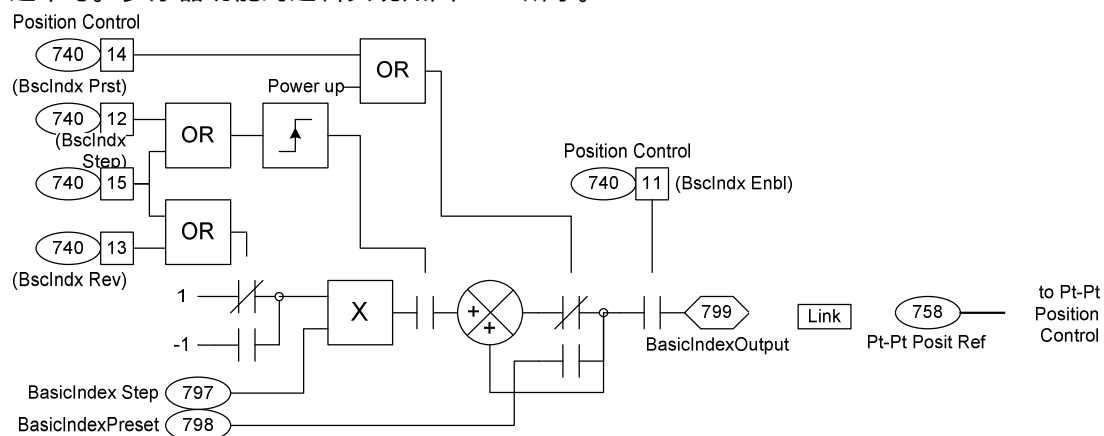 Position Control
740 14
(BscIndx Prst)
OR
Power up
740 12
(BscIndx
Step)
OR
740 15
Position Control
740 11 (BscIndx Enbl)
OR
740 13
(BscIndx Rev)
1
X
+
+
799
BasicIndexOutput
Link
758
Pt-Pt Posit Ref
to Pt-Pt
Position
Control
-1
BasicIndex Step 797
BasicIndexPreset 798